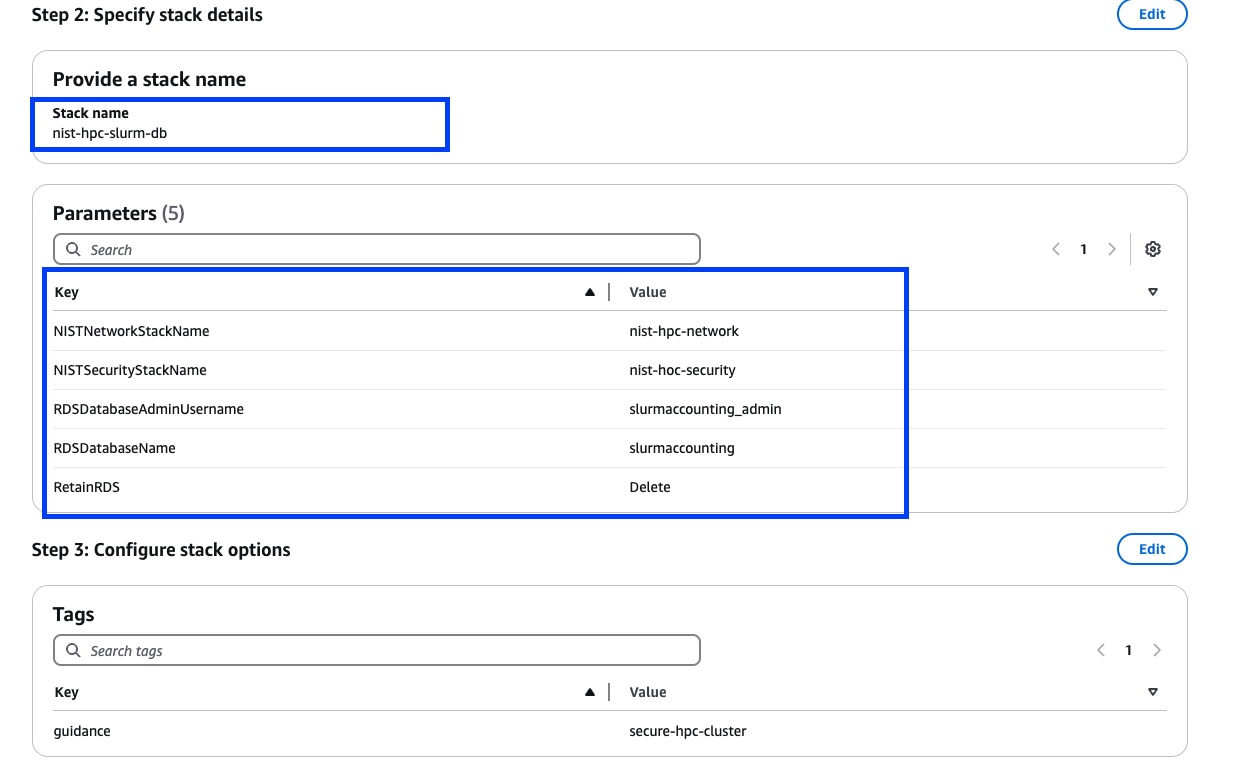 Step 2: Specify stack details
Edit
Provide a stack name
Stack name
nist-hpc-slurm-db
Parameters (5)
Search
1
Key Value
NISTNetworkStackName nist-hpc-network
NISTSecurityStackName nist-hoc-security
RDSDatabaseAdminUsername slurmaccounting_admin
RDSDatabaseName slurmaccounting
RetainRDS Delete
Step 3: Configure stack options
Edit
Tags
Search tags
1
Key Value
guidance secure-hpc-cluster